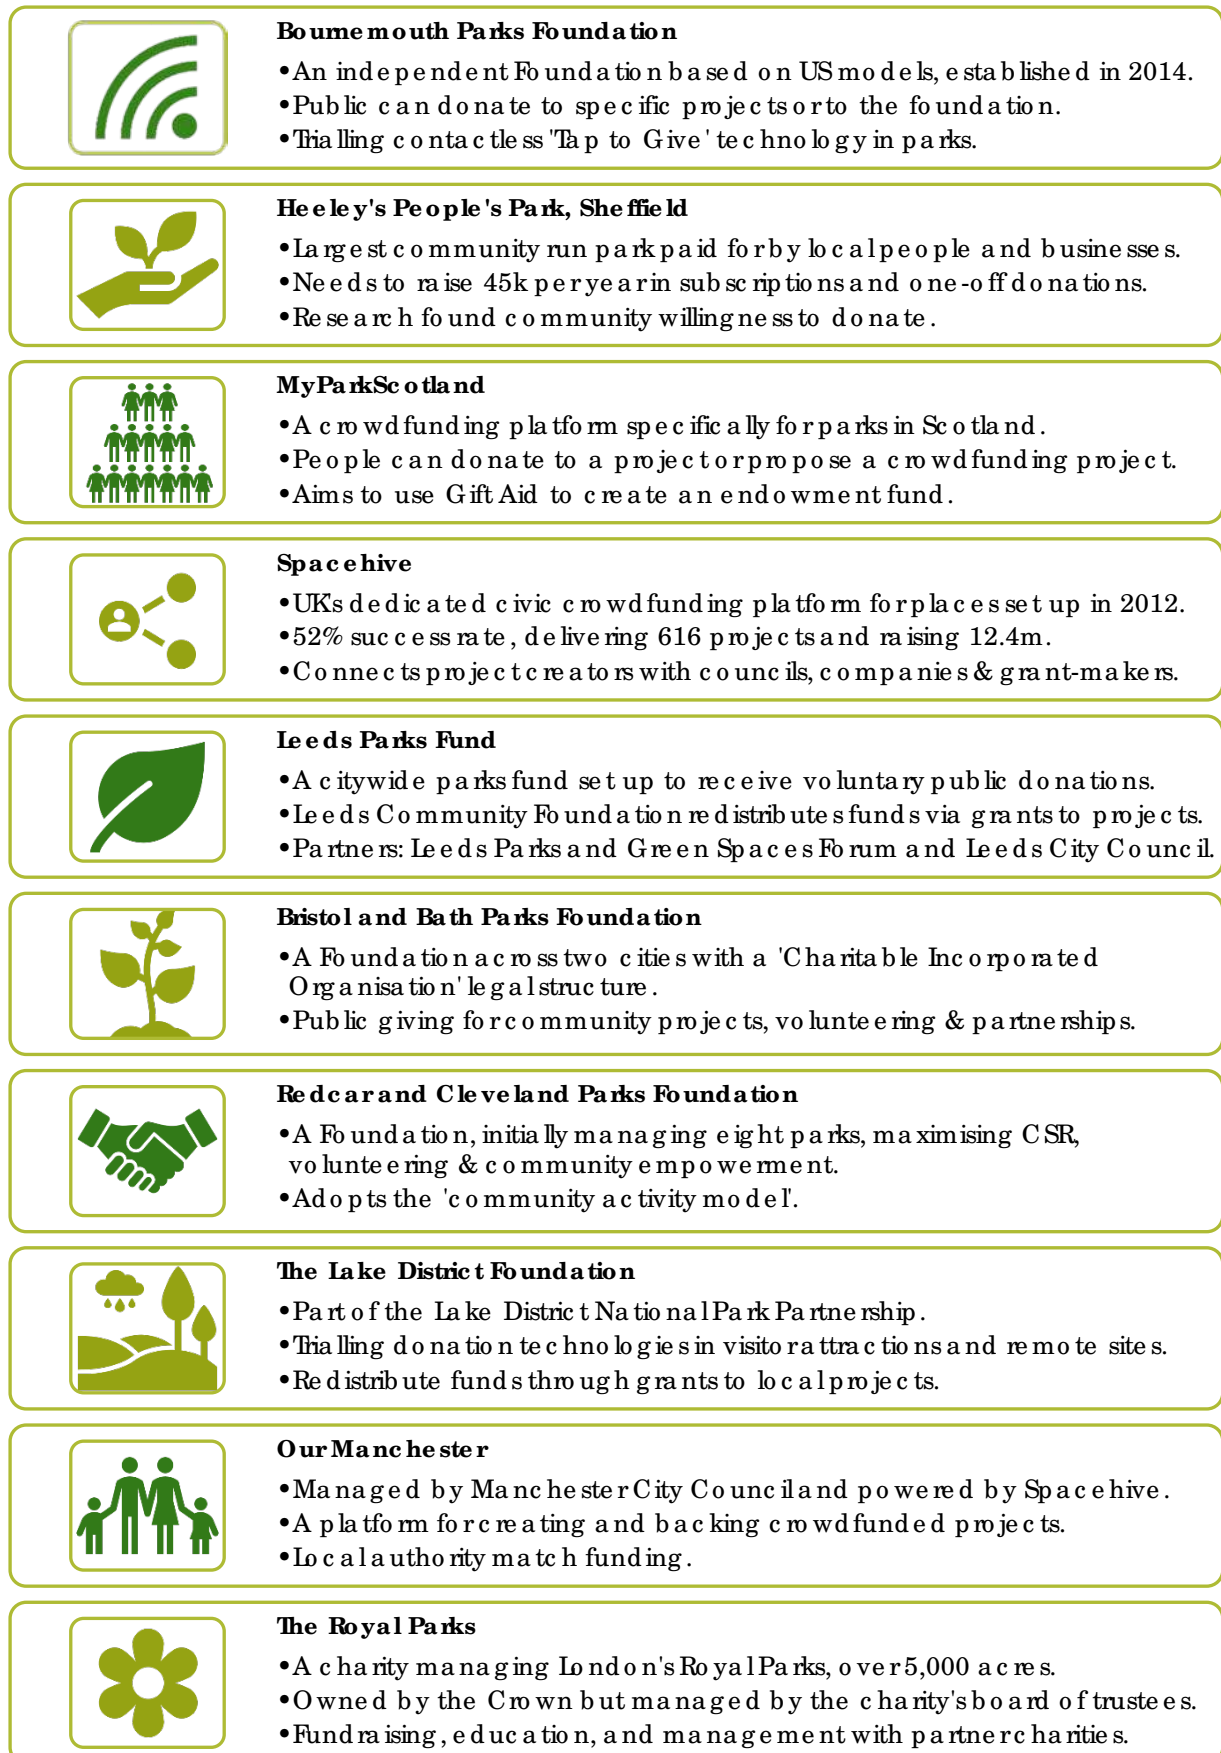 Bournemouth Parks Foundation
•An independent Foundation based on US models, established in 2014.
•Public can donate to specific projects or to the foundation.
•Trialling contactless 'Tap to Give' technology in parks.
Heeley's People's Park, Sheffield
•Largest community run park paid for by local people and businesses.
•Needs to raise 45k per year in subscriptions and one-off donations.
•Research found community willingness to donate.
MyParkScotland
•A crowdfunding platform specifically for parks in Scotland.
•People can donate to a project or propose a crowdfunding project.
•Aims to use Gift Aid to create an endowment fund.
Spacehive
•UK's dedicated civic crowdfunding platform for places set up in 2012.
•52% success rate, delivering 616 projects and raising 12.4m.
•Connects project creators with councils, companies & grant-makers.
Leeds Parks Fund
•A citywide parks fund set up to receive voluntary public donations.
•Leeds Community Foundation redistributes funds via grants to projects.
•Partners: Leeds Parks and Green Spaces Forum and Leeds City Council.
Bristol and Bath Parks Foundation
•A Foundation across two cities with a 'Charitable Incorporated
Organisation' legal structure.
•Public giving for community projects, volunteering & partnerships.
Redcar and Cleveland Parks Foundation
•A Foundation, initially managing eight parks, maximising CSR,
volunteering & community empowerment.
•Adopts the 'community activity model'.
The Lake District Foundation
•Part of the Lake District National Park Partnership.
•Trialling donation technologies in visitor attractions and remote sites.
•Redistribute funds through grants to local projects.
Our Manchester
•Managed by Manchester City Council and powered by Spacehive.
•A platform for creating and backing crowdfunded projects.
•Local authority match funding.
The Royal Parks
•A charity managing London's Royal Parks, over 5,000 acres.
•Owned by the Crown but managed by the charity's board of trustees.
•Fundraising, education, and management with partner charities.